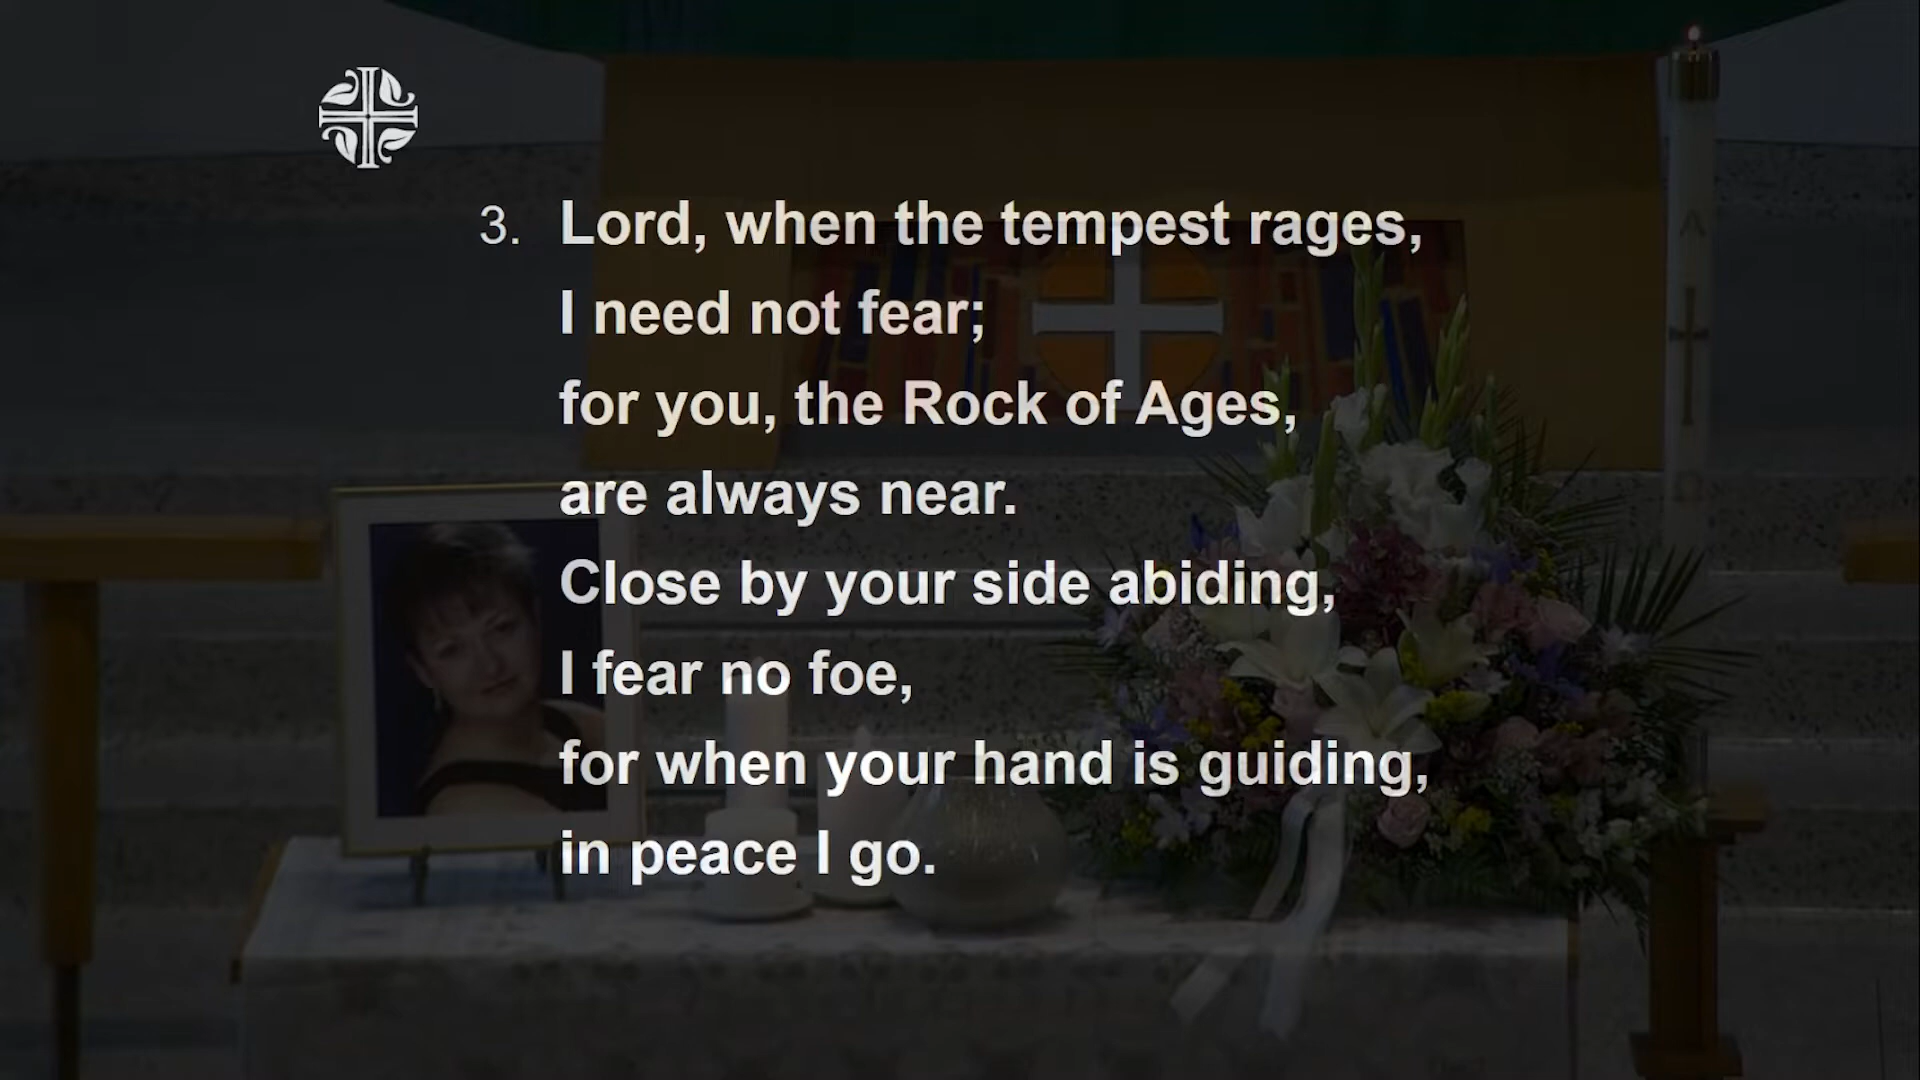 3. Lord, when the tempest rages,
I need not fear;
for you, the Rock of Ages,
are always near.
Close by your side abiding,
I fear no foe,
for when your hand is guiding,
in peace I go.